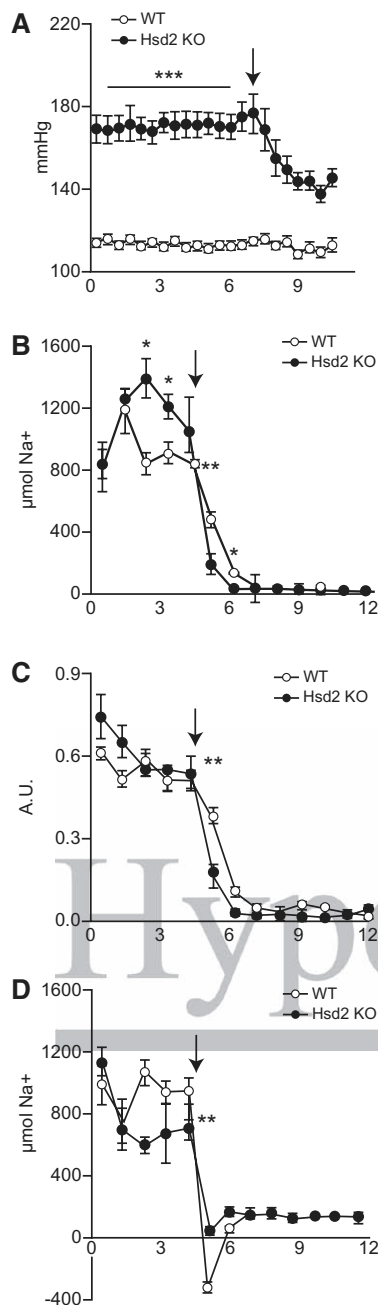 A
WT
Hsd2 KO
220
***
180
mmHg
140
100
0 3 6 9
B
1600
WT
Hsd2 KO
*
*
1200
µmol Na+
800
**
400
*
0
0 3 6 9 12
C
0.9
WT
Hsd2 KO
**
0.6
A.U.
0.3
0.0
0 3 6 9 12
Hype
D
1600
WT
Hsd2 KO
1200
µmol Na+
800
**
400
0
0 3 6 9 12
-400